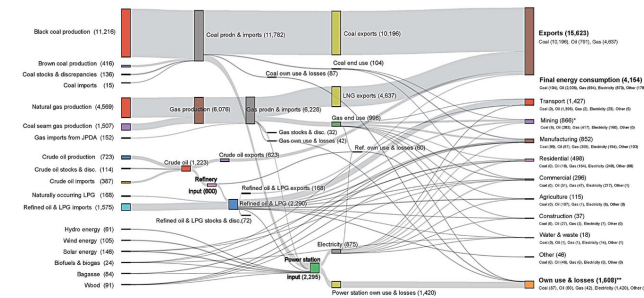 Black coal production (11,216)
Brown coal production (416)
Coal stocks & discrepancies (136)
Coal imports (15)
Natural gas production (4,569)
Coal seam gas production (1,507)
Gas imports from JPDA (152)
Crude oil production (723)
Crude oil stocks & disc. (114)
Crude oil imports (387)
Naturally occurring LPG (168)
Refined oil & LPG imports (1,575)
Hydro energy (61)
Wind energy (105)
Solar energy (146)
Biofuels & biogas (24)
Bagasse (84)
Wood (91)
Coal prodn & imports (11,782)
Gas production (6,076)
Gas prodn & imports (6,228)
Crude oil (1,223)
Refinery
input (600)
Crude oil exports (623)
Refined oil & LPG exports (168)
Refined oil & LPG (2,290)
Refined oil & LPG stocks & disc. (72)
Power station
input (2,295)
Coal exports (10,196)
Coal end use (104)
Coal own use & losses (87)
LNG exports (4,637)
Gas end use (998)
Gas stocks & disc. (32)
Gas own use & losses (42)
Ref. own use & losses (60)
Electricity (875)
Power station own use & losses (1,420)
Exports (15,623)
Coal (10,196), Oil (791), Gas (4,637)
Final energy consumption (4,154)
Transport (1,427)
Mining (866)*
Manufacturing (852)
Residential (498)
Commercial (296)
Agriculture (115)
Construction (37)
Water & waste (18)
Other (46)
Own use & losses (1,608)**